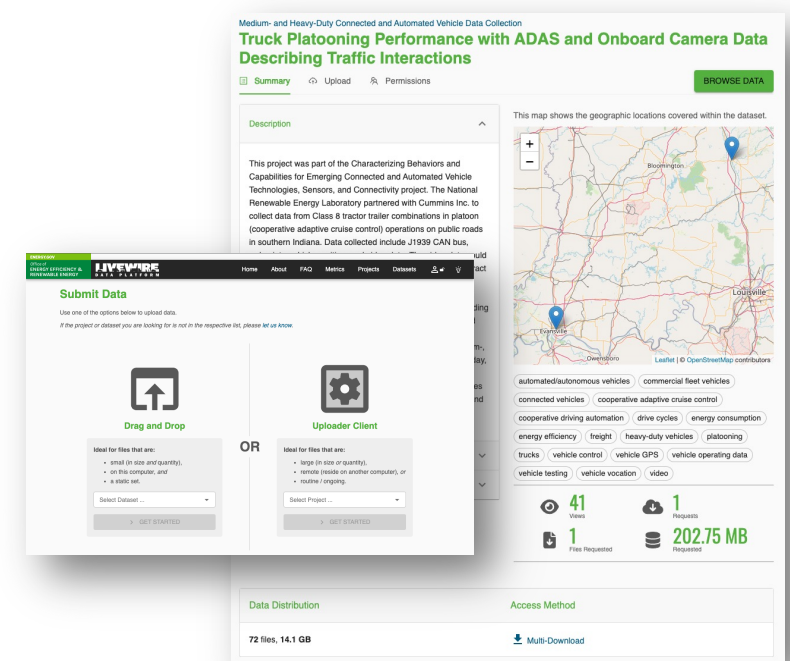 Medium- and Heavy-Duty Connected and Automated Vehicle Data Collection
Truck Platooning Performance with ADAS and Onboard Camera Data
Describing Traffic Interactions
Summary
Upload
Permissions
BROWSE DATA
Description
This project was part of the Characterizing Behaviors and
Capabilities for Emerging Connected and Automated Vehicle
Technologies, Sensors, and Connectivity project. The National
Renewable Energy Laboratory partnered with Cummins Inc. to
collect data from Class 8 tractor trailer combinations in platoon
(cooperative adaptive cruise control) operations on public roads
in southern Indiana. Data collected include J1939 CAN bus,
This map shows the geographic locations covered within the dataset.
+
−
Bloomington
Louisville
Evansville
Owensboro
Leaflet | © OpenStreetMap contributors
automated/autonomous vehicles
commercial fleet vehicles
connected vehicles
cooperative adaptive cruise control
cooperative driving automation
drive cycles
energy consumption
energy efficiency
freight
heavy-duty vehicles
platooning
trucks
vehicle control
vehicle GPS
vehicle operating data
vehicle testing
vehicle vocation
video
41
Views
1
Requests
1
Files Requested
202.75 MB
Requested
Data Distribution
Access Method
72 files, 14.1 GB
Multi-Download
ENERGY.GOV
Office of
ENERGY EFFICIENCY &
RENEWABLE ENERGY
LIVEWIRE
DATA PLATFORM
Home
About
FAQ
Metrics
Projects
Datasets
Submit Data
Use one of the options below to upload data.
If the project or dataset you are looking for is not in the respective list, please let us know.
Drag and Drop
Ideal for files that are:
• small (in size and quantity),
• on this computer, and
• a static set.
Select Dataset ...
> GET STARTED
OR
Uploader Client
Ideal for files that are:
• large (in size or quantity),
• remote (reside on another computer), or
• routine / ongoing.
Select Project ...
> GET STARTED